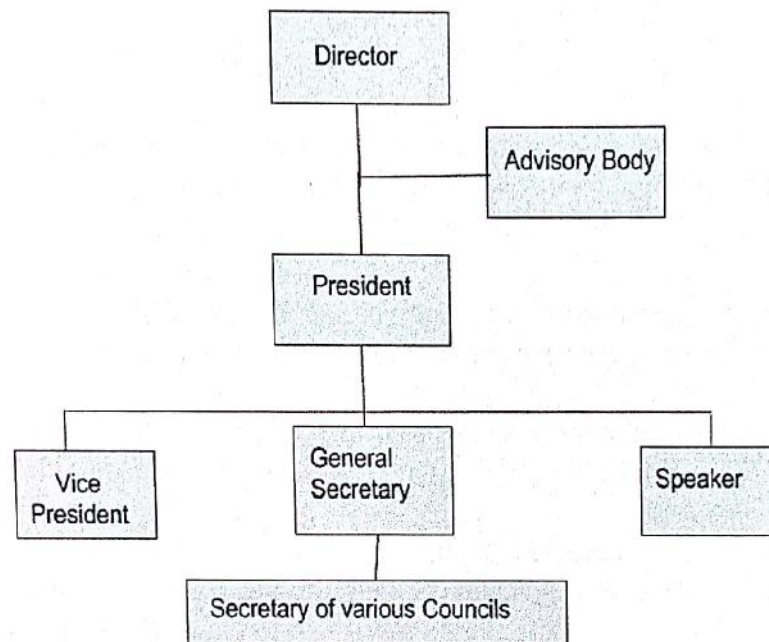 Director
Advisory Body
President
Vice
President
General
Secretary
Speaker
Secretary of various Councils